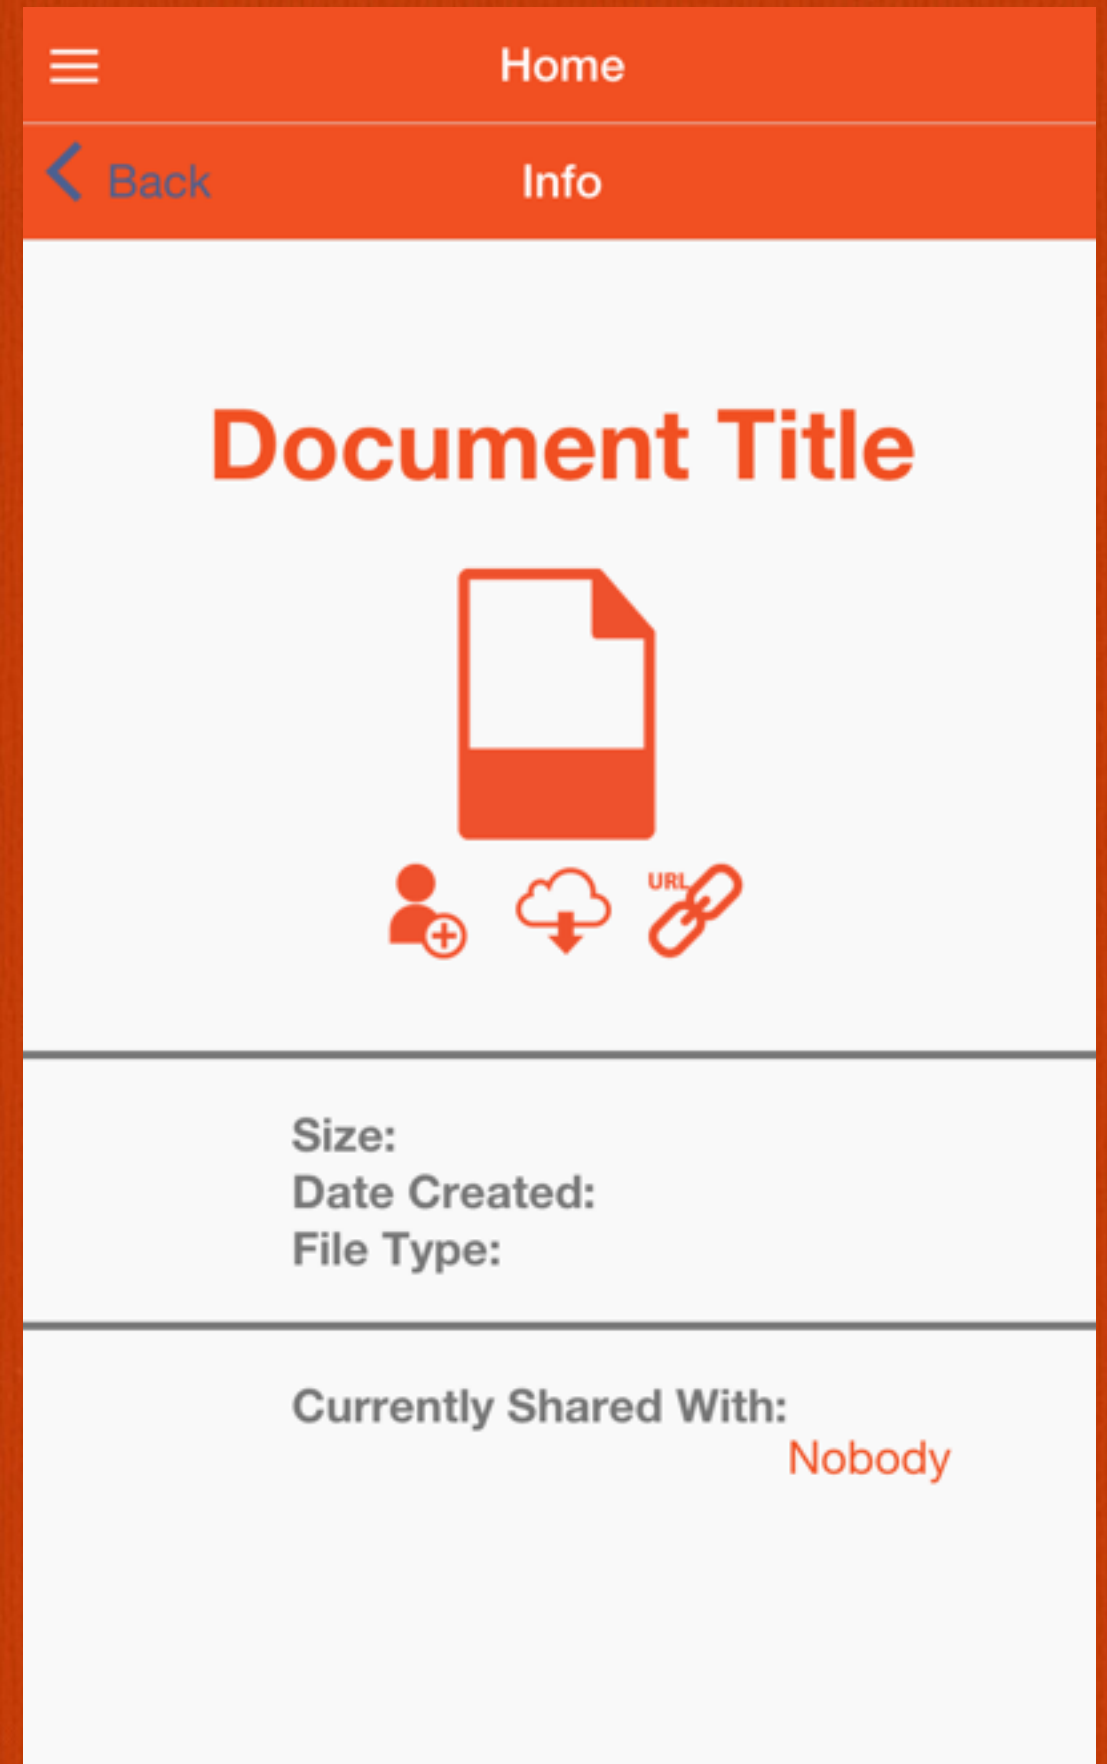 Home
Back
Info
Document Title
URL
Size:
Date Created:
File Type:
Currently Shared With:
Nobody